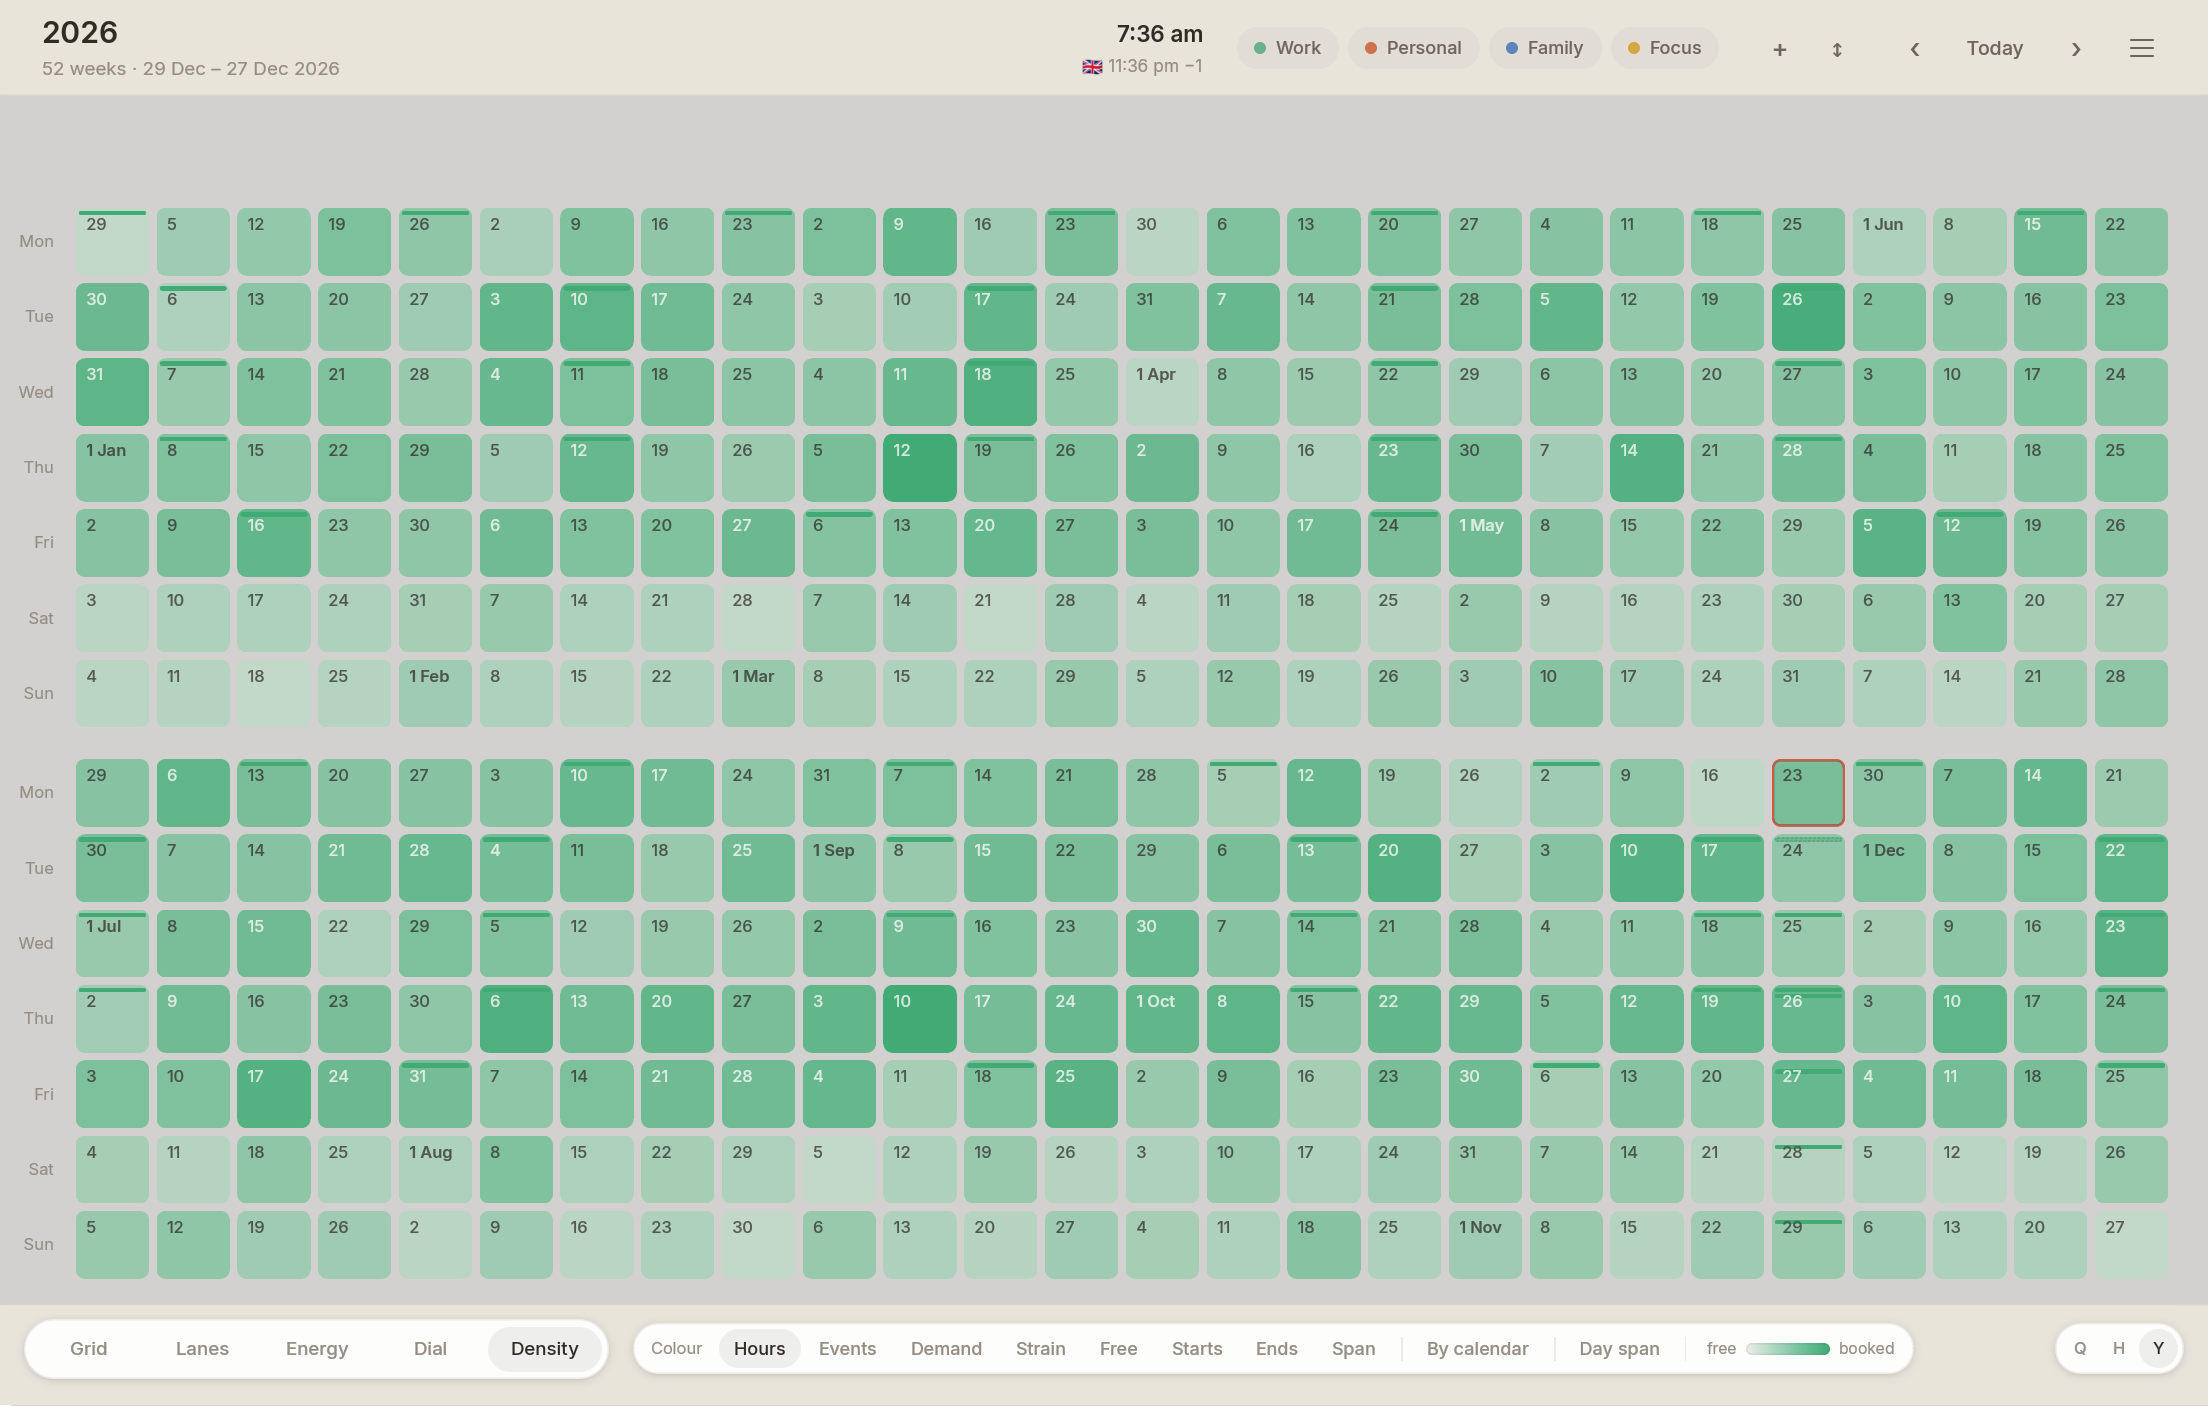 2026
52 weeks · 29 Dec – 27 Dec 2026
7:36 am
11:36 pm −1
Work Personal Family Focus
+ ↕ ‹ Today › 
Mon 29 5 12 19 26 2 9 16 23 2 9 16 23 30 6 13 20 27 4 11 18 25 1 Jun 8 15 22
Tue 30 6 13 20 27 3 10 17 24 3 10 17 24 31 7 14 21 28 5 12 19 26 2 9 16 23
Wed 31 7 14 21 28 4 11 18 25 4 11 18 25 1 Apr 8 15 22 29 6 13 20 27 3 10 17 24
Thu 1 Jan 8 15 22 29 5 12 19 26 5 12 19 26 2 9 16 23 30 7 14 21 28 4 11 18 25
Fri 2 9 16 23 30 6 13 20 27 6 13 20 27 3 10 17 24 1 May 8 15 22 29 5 12 19 26
Sat 3 10 17 24 31 7 14 21 28 7 14 21 28 4 11 18 25 2 9 16 23 30 6 13 20 27
Sun 4 11 18 25 1 Feb 8 15 22 1 Mar 8 15 22 29 5 12 19 26 3 10 17 24 31 7 14 21 28
Mon 29 6 13 20 27 3 10 17 24 31 7 14 21 28 5 12 19 26 2 9 16 23 30 7 14 21
Tue 30 7 14 21 28 4 11 18 25 1 Sep 8 15 22 29 6 13 20 27 3 10 17 24 1 Dec 8 15 22
Wed 1 Jul 8 15 22 29 5 12 19 26 2 9 16 23 30 7 14 21 28 4 11 18 25 2 9 16 23
Thu 2 9 16 23 30 6 13 20 27 3 10 17 24 1 Oct 8 15 22 29 5 12 19 26 3 10 17 24
Fri 3 10 17 24 31 7 14 21 28 4 11 18 25 2 9 16 23 30 6 13 20 27 4 11 18 25
Sat 4 11 18 25 1 Aug 8 15 22 29 5 12 19 26 3 10 17 24 31 7 14 21 28 5 12 19 26
Sun 5 12 19 26 2 9 16 23 30 6 13 20 27 4 11 18 25 1 Nov 8 15 22 29 6 13 20 27
Grid Lanes Energy Dial Density
Colour Hours Events Demand Strain Free Starts Ends Span By calendar Day span free booked
Q H Y